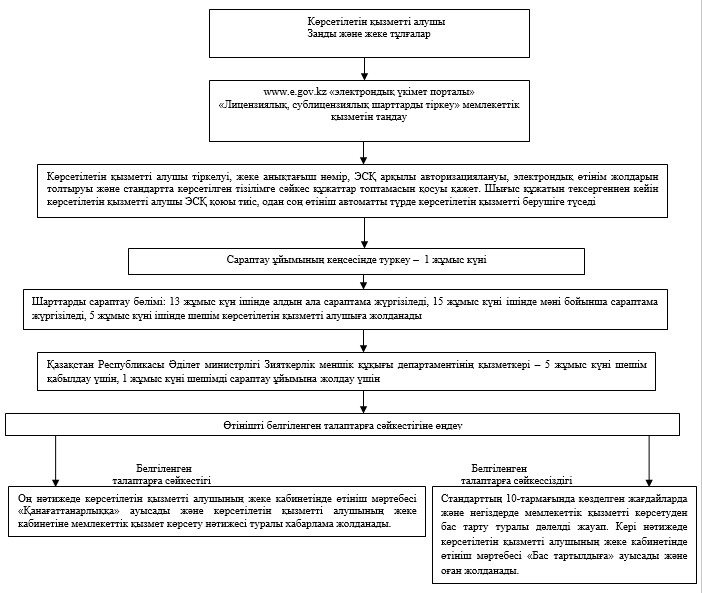 Көрсетілетін қызметті алушы
Заңды және жеке тұлғалар
www.e.gov.kz «электрондық үкімет порталы»
«Лицензиялық, сублицензиялық шарттарды тіркеу» мемлекеттік
қызметін таңдау
Көрсетілетін қызметті алушы тіркелуі, жеке анықтағыш нөмір, ЭСҚ арқылы авторизациялануы, электрондық өтінім жолдарын
толтыруы және стандартта көрсетілген тізілімге сәйкес құжаттар топтамасын қосуы қажет. Шығыс құжатын тексергеннен кейін
көрсетілетін қызметті алушы ЭСҚ қоюы тиіс, одан соң өтініш автоматты түрде көрсетілетін қызметті берушіге түседі
Сараптау ұйымының кеңсесінде туркеу – 1 жұмыс күні
Шарттарды сараптау бөлімі: 13 жұмыс күн ішінде алдын ала сараптама жүргізіледі, 15 жұмыс күні ішінде мәні бойынша сараптама
жүргізіледі, 5 жұмыс күні ішінде шешім көрсетілетін қызметті алушыға жолданады
Қазақстан Республикасы Әділет министрлігі Зияткерлік меншік құқығы департаментінің қызметкері – 5 жұмыс күні шешім
қабылдау үшін, 1 жұмыс күні шешімді сараптау ұйымына жолдау үшін
Өтінішті белгіленген талаптарға сәйкестігіне өңдеу
Белгіленген
талаптарға сәйкестігі
Белгіленген
талаптарға сәйкессіздігі
Оң нәтижеде көрсетілетін қызметті алушының жеке кабинетінде өтініш мәртебесі
«Қанағаттанарлыққа» ауысады және көрсетілетін қызметті алушының жеке
кабинетіне мемлекеттік қызмет көрсету нәтижесі туралы хабарлама жолданады.
Стандарттың 10-тармағында көзделген жағдайларда
және негіздерде мемлекеттік қызметті көрсетуден
бас тарту туралы дәлелді жауап. Кері нәтижеде
көрсетілетін қызметті алушының жеке кабинетінде
өтініш мәртебесі «Бас тартылдыға» ауысады және
оған жолданады.